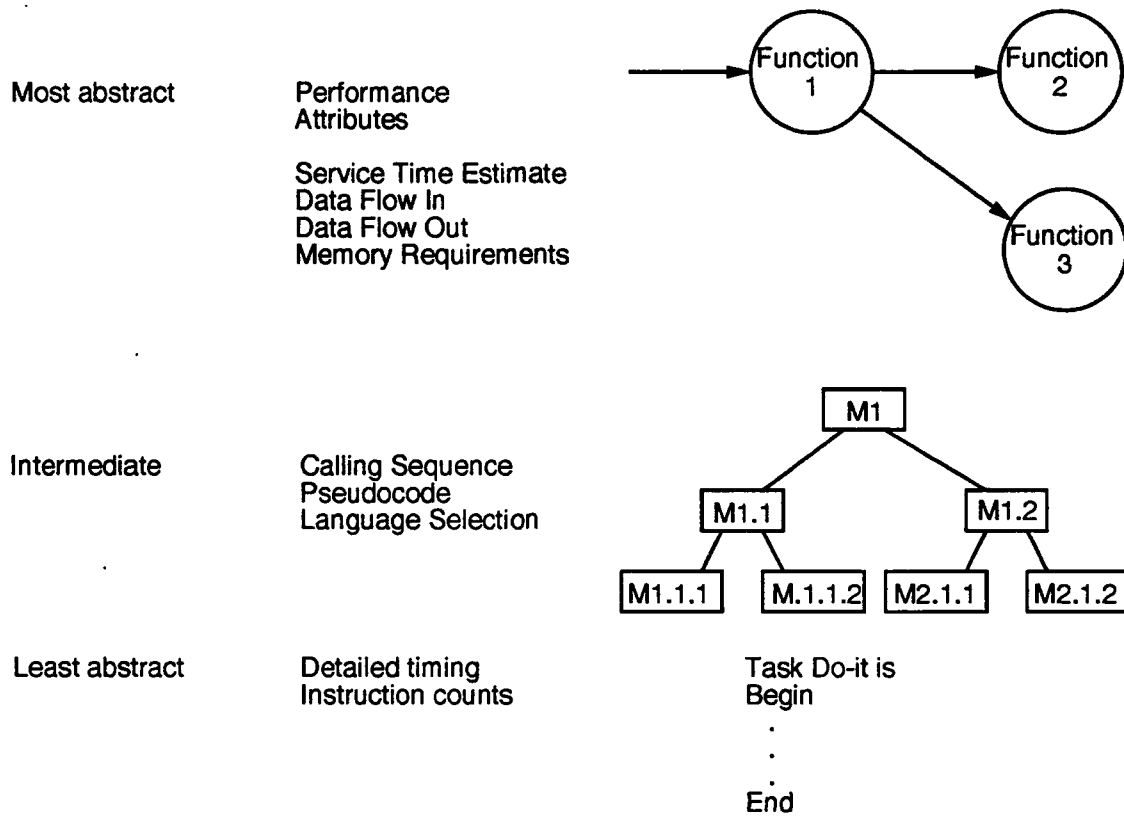 Most abstract
Performance
Attributes
Service Time Estimate
Data Flow In
Data Flow Out
Memory Requirements
Function
1
Function
2
Function
3
Intermediate
Calling Sequence
Pseudocode
Language Selection
M1
M1.1
M1.2
M1.1.1
M.1.1.2
M2.1.1
M2.1.2
Least abstract
Detailed timing
Instruction counts
Task Do-it is
Begin
.
.
.
End